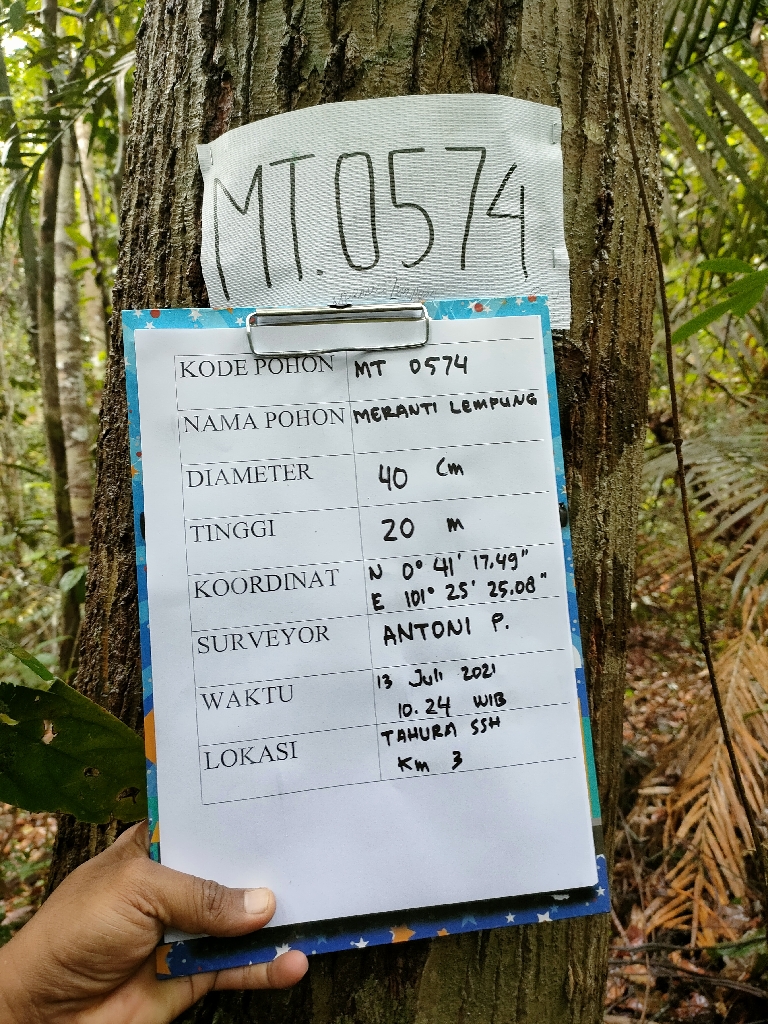 MT.0574
KODE POHON MT 0574
NAMA POHON MERANTI LEMPUNG
DIAMETER 40 Cm
TINGGI 20 m
KOORDINAT N 0° 41' 17.49"
E 101° 25' 25.08"
SURVEYOR ANTONI P.
WAKTU 13 Juli 2021
10.24 WIB
LOKASI TAHURA SSH
Km 3